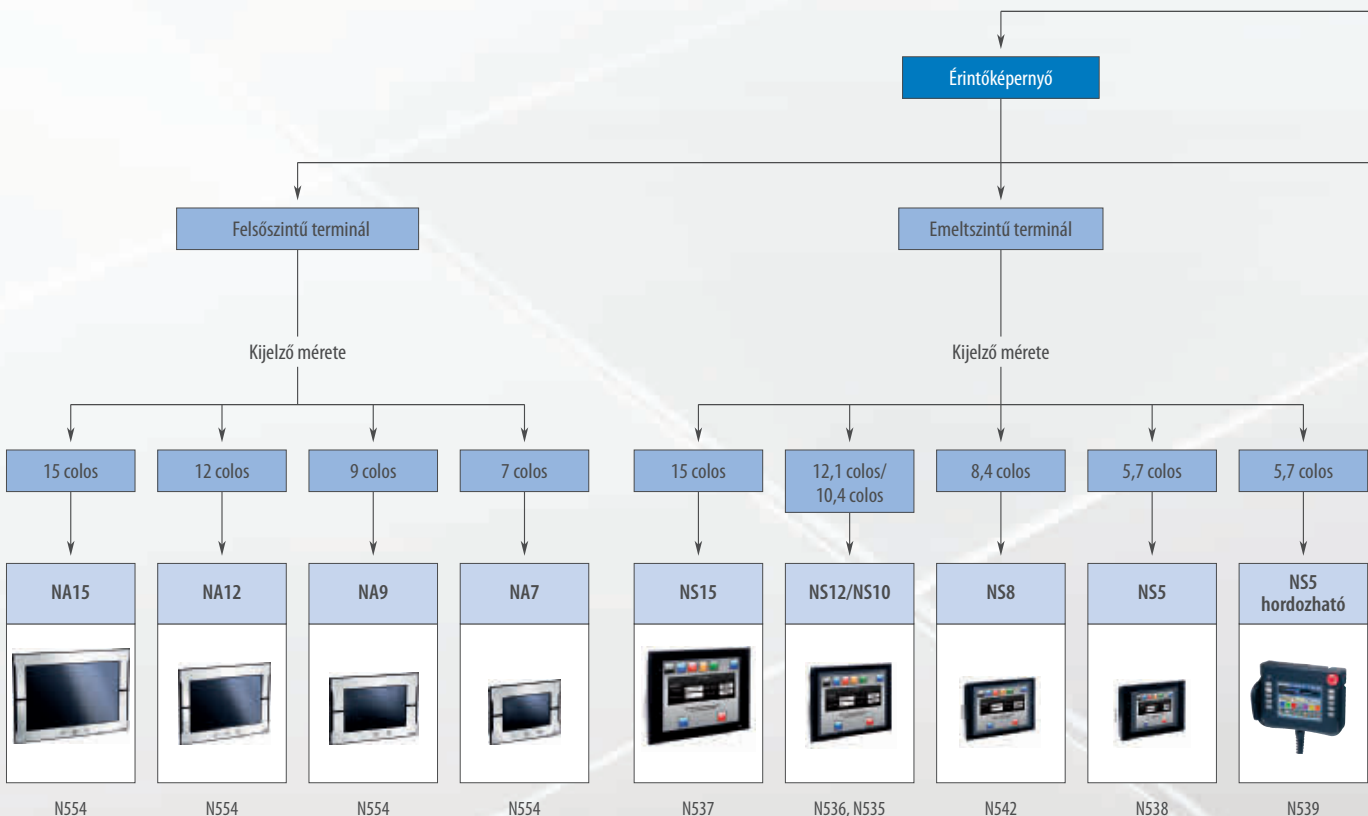 Érintőképernyő
Felsőszintű terminál
Emeltszintű terminál
Kijelző mérete
Kijelző mérete
15 colos
12 colos
9 colos
7 colos
15 colos
12,1 colos/
10,4 colos
8,4 colos
5,7 colos
5,7 colos
NA15
NA12
NA9
NA7
NS15
NS12/NS10
NS8
NS5
NS5
hordozható
N554
N554
N554
N554
N537
N536, N535
N542
N538
N539